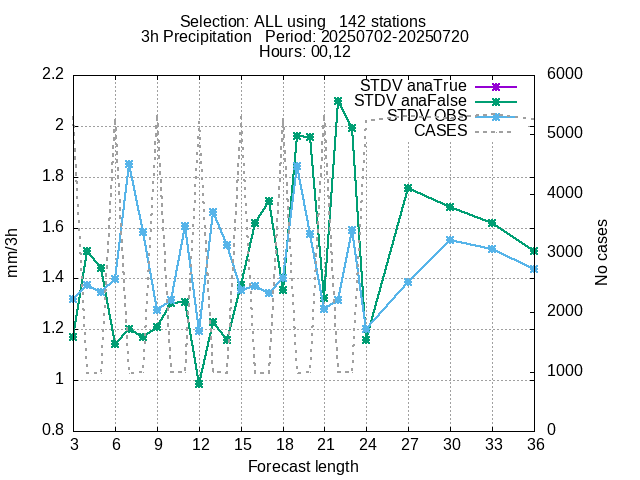 Selection: ALL using   142 stations
3h Precipitation   Period: 20250702-20250720
Hours: 00,12
STDV anaTrue
STDV anaFalse
STDV OBS
CASES
2.2
2
1.8
1.6
1.4
1.2
1
0.8
6000
5000
4000
3000
2000
1000
0
mm/3h
No cases
3 6 9 12 15 18 21 24 27 30 33 36
Forecast length